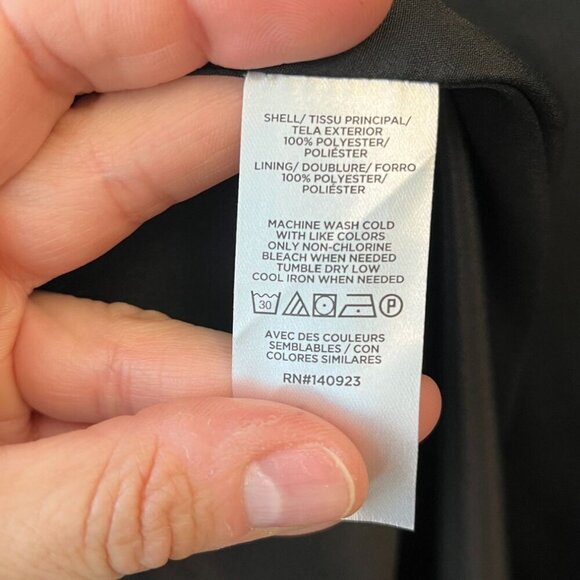 SHELL/ TISSU PRINCIPAL/
TELA EXTERIOR
100% POLYESTER/
POLIÉSTER
LINING/ DOUBLURE/ FORRO
100% POLYESTER/
POLIÉSTER
MACHINE WASH COLD
WITH LIKE COLORS
ONLY NON-CHLORINE
BLEACH WHEN NEEDED
TUMBLE DRY LOW
COOL IRON WHEN NEEDED
30 P
AVEC DES COULEURS
SEMBLABLES / CON
COLORES SIMILARES
RN#140923